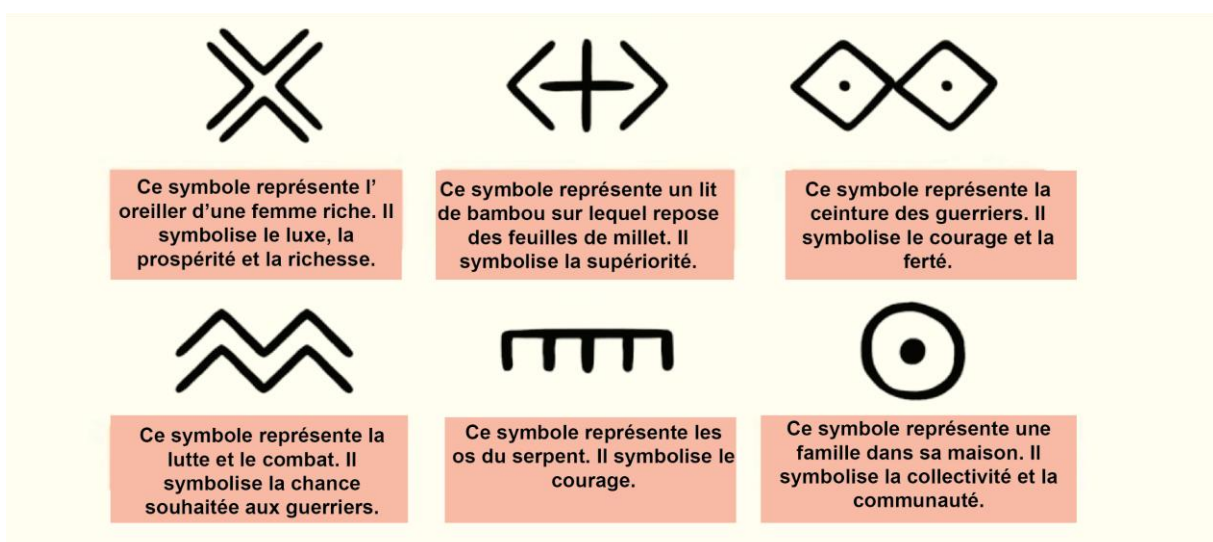 Ce symbole représente l'
oreiller d'une femme riche. Il
symbolise le luxe, la
prospérité et la richesse.
Ce symbole représente un lit
de bambou sur lequel repose
des feuilles de millet. Il
symbolise la supériorité.
Ce symbole représente la
ceinture des guerriers. Il
symbolise le courage et la
ferté.
Ce symbole représente la
lutte et le combat. Il
symbolise la chance
souhaitée aux guerriers.
Ce symbole représente les
os du serpent. Il symbolise le
courage.
Ce symbole représente une
famille dans sa maison. Il
symbolise la collectivité et la
communauté.